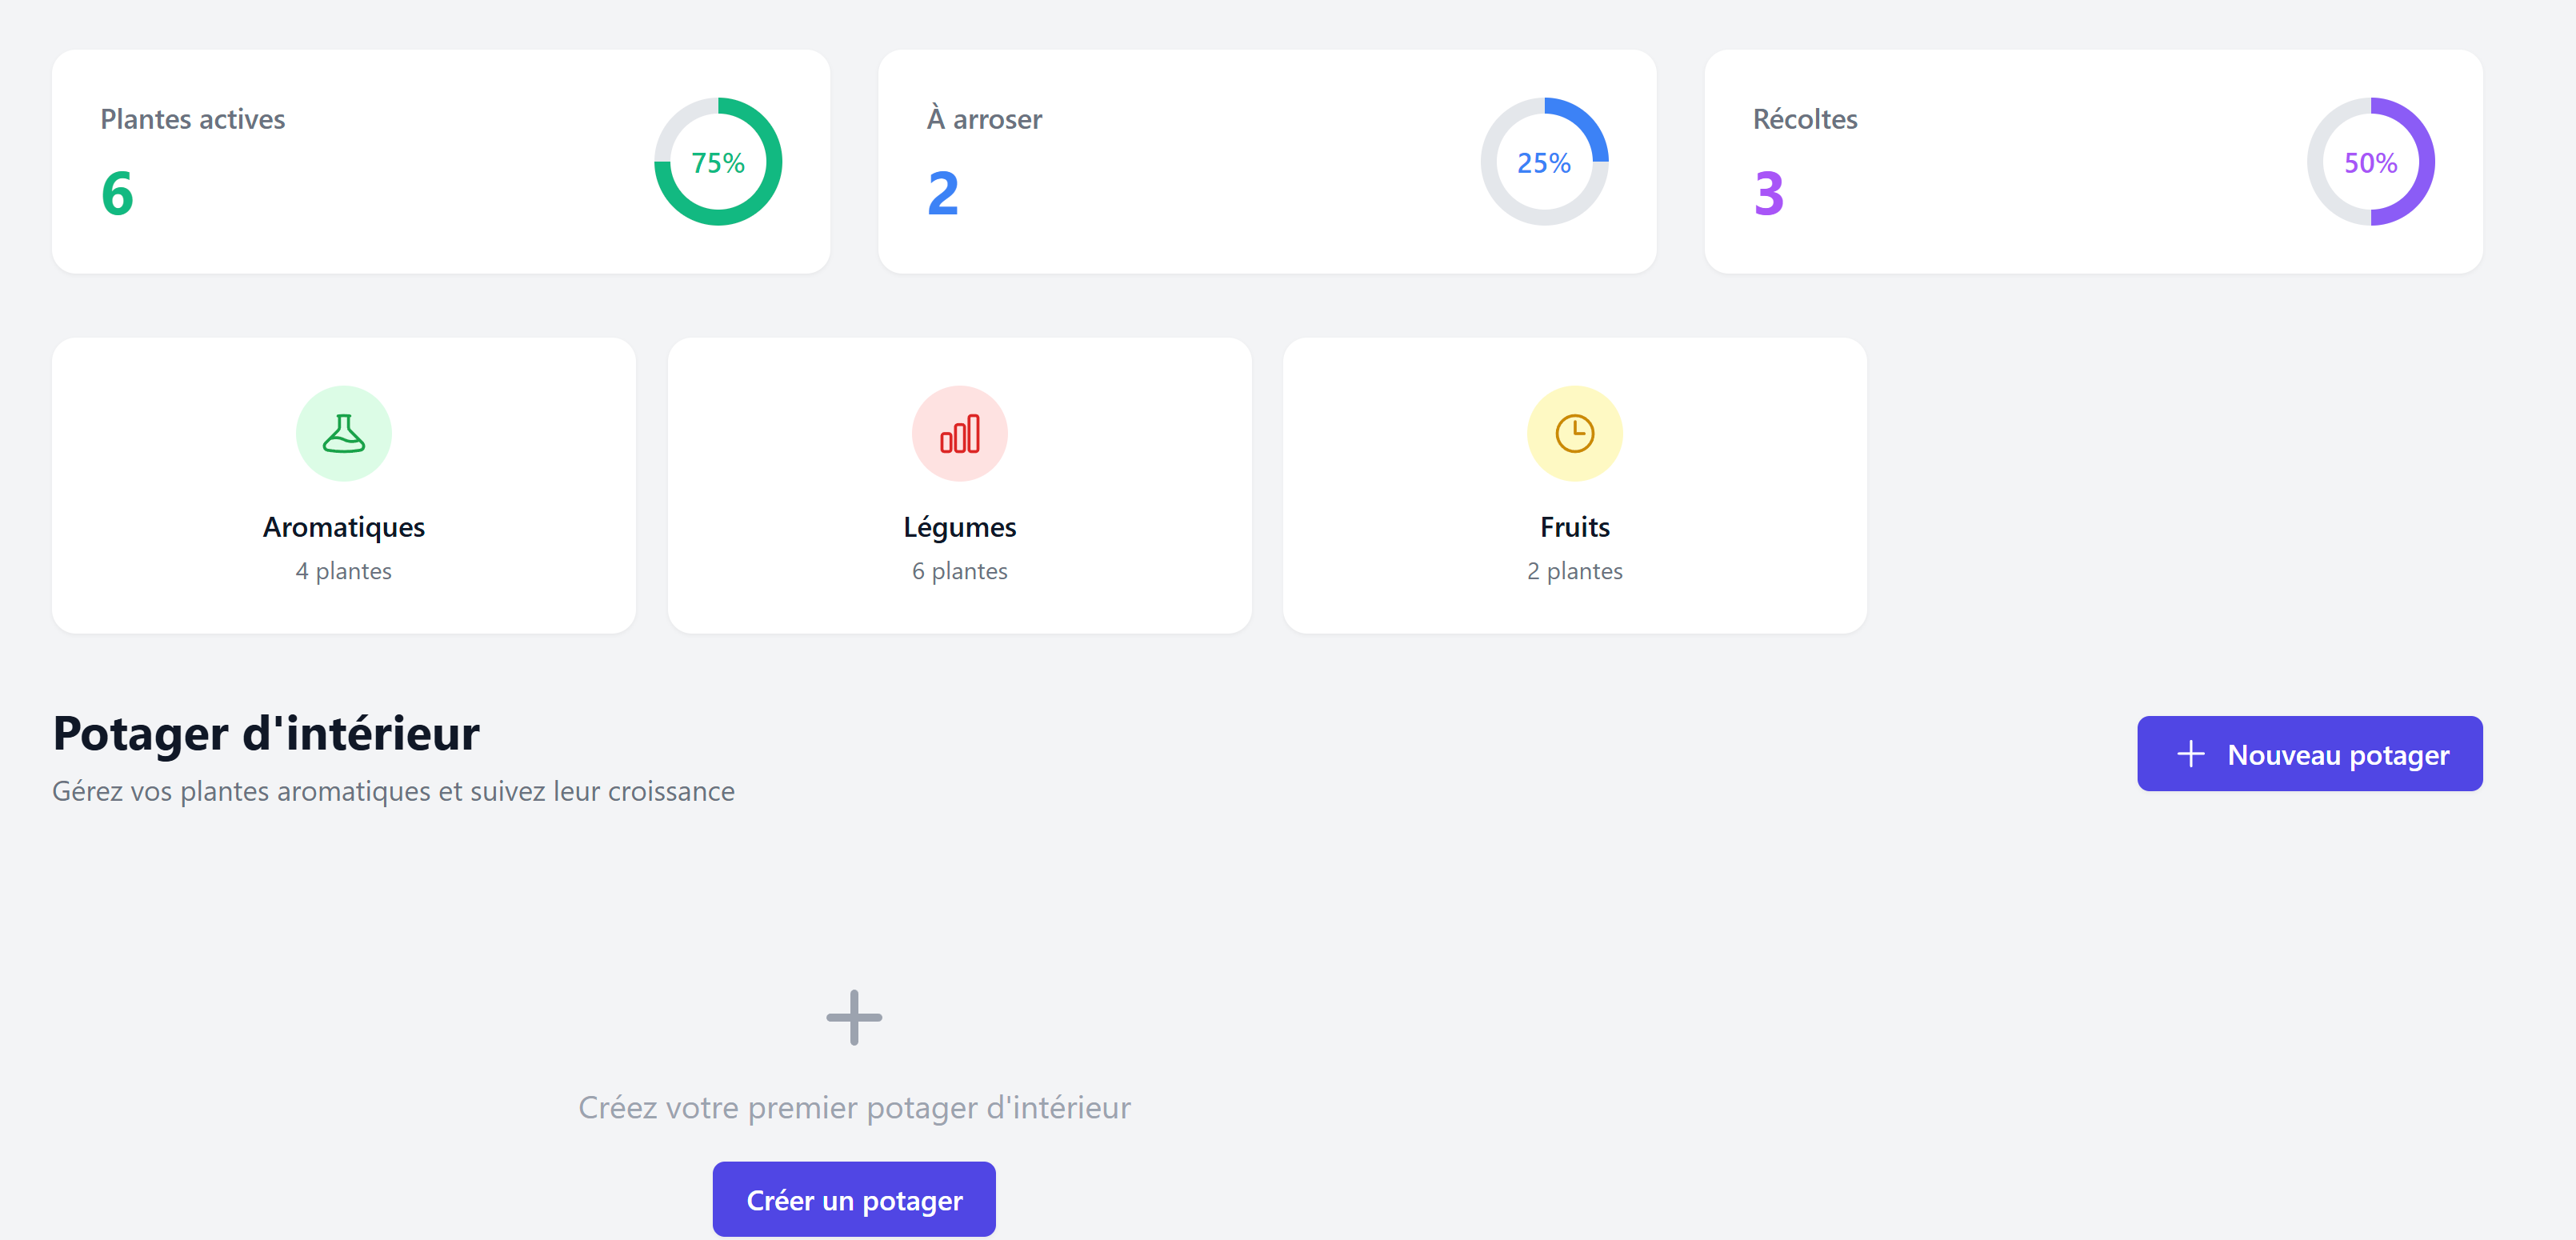 Plantes actives
6
75%
À arroser
2
25%
Récoltes
3
50%
Aromatiques
4 plantes
Légumes
6 plantes
Fruits
2 plantes
Potager d'intérieur
Gérez vos plantes aromatiques et suivez leur croissance
Nouveau potager
Créez votre premier potager d'intérieur
Créer un potager